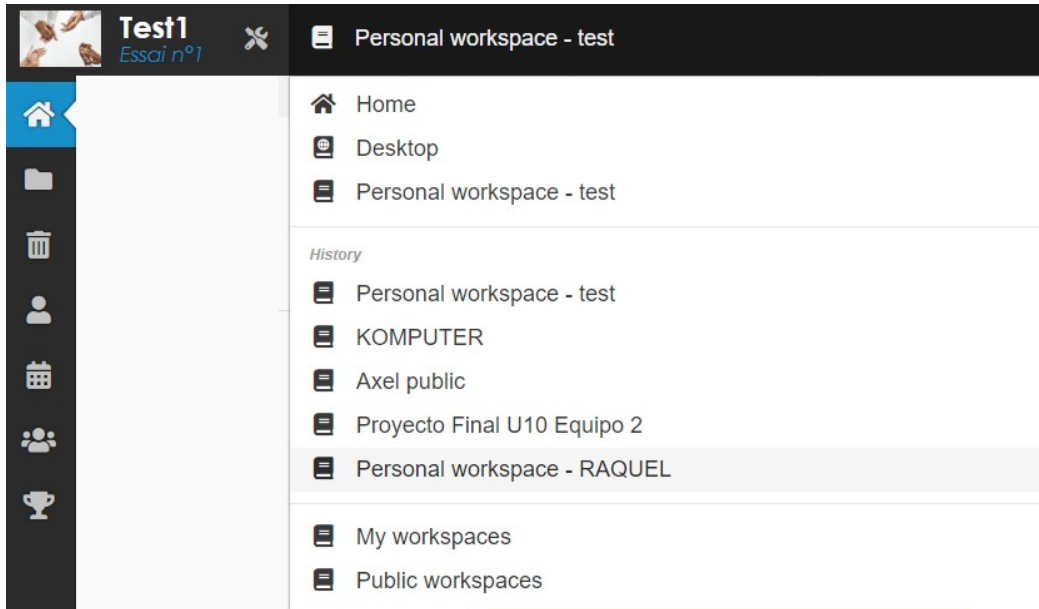 Test1
Essai n°1
Personal workspace - test
Home
Desktop
Personal workspace - test
History
Personal workspace - test
KOMPUTER
Axel public
Proyecto Final U10 Equipo 2
Personal workspace - RAQUEL
My workspaces
Public workspaces